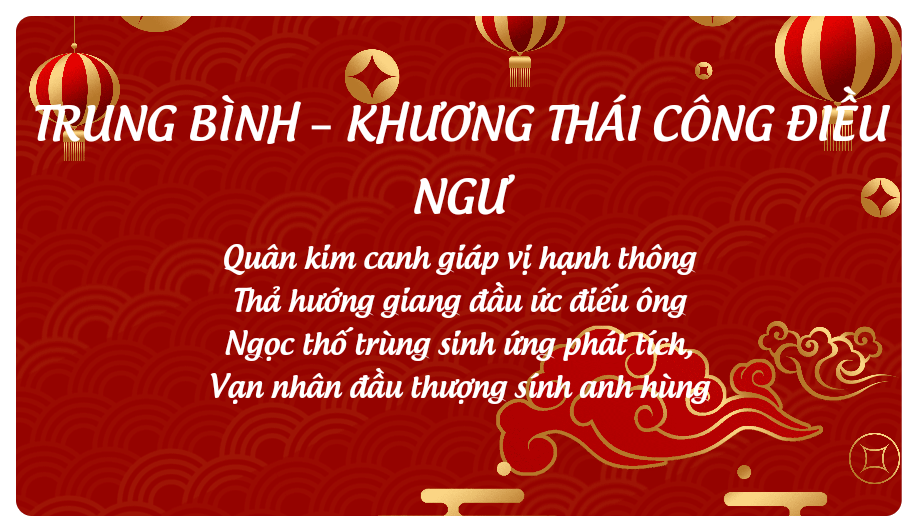 TRUNG BÌNH – KHƯƠNG THÁI CÔNG ĐIỀU
NGƯ
Quân kim canh giáp vị hạnh thông
Thả hướng giang đầu ức điếu ông
Ngọc thố trùng sinh ứng phát tích,
Vạn nhân đầu thượng sính anh hùng